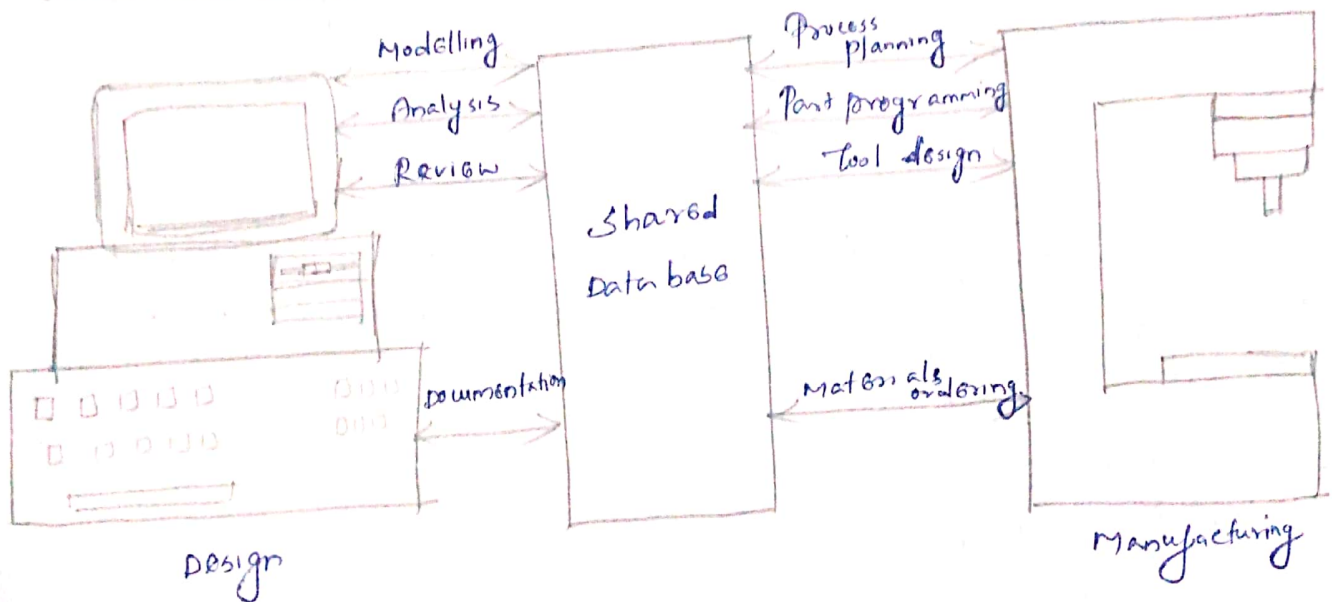 Modelling
Analysis
Review
Documentation
Shared
Data base
Process
planning
Part programming
Tool design
Materials
ordering
Design
Manufacturing